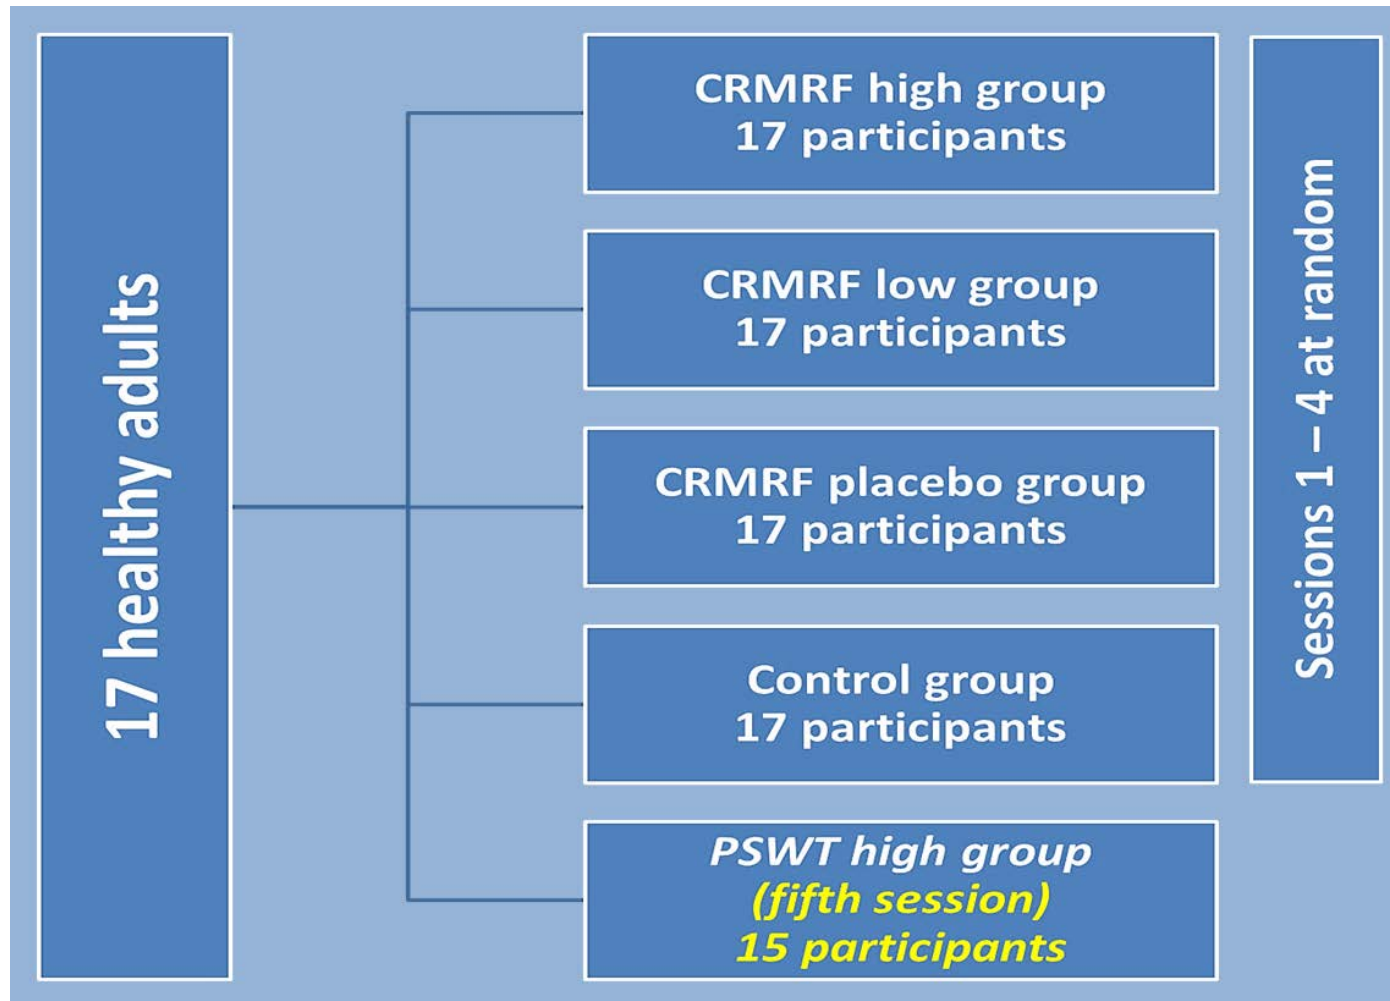 17 healthy adults
CRMRF high group
17 participants
CRMRF low group
17 participants
CRMRF placebo group
17 participants
Control group
17 participants
PSWT high group
(fifth session)
15 participants
Sessions 1 – 4 at random